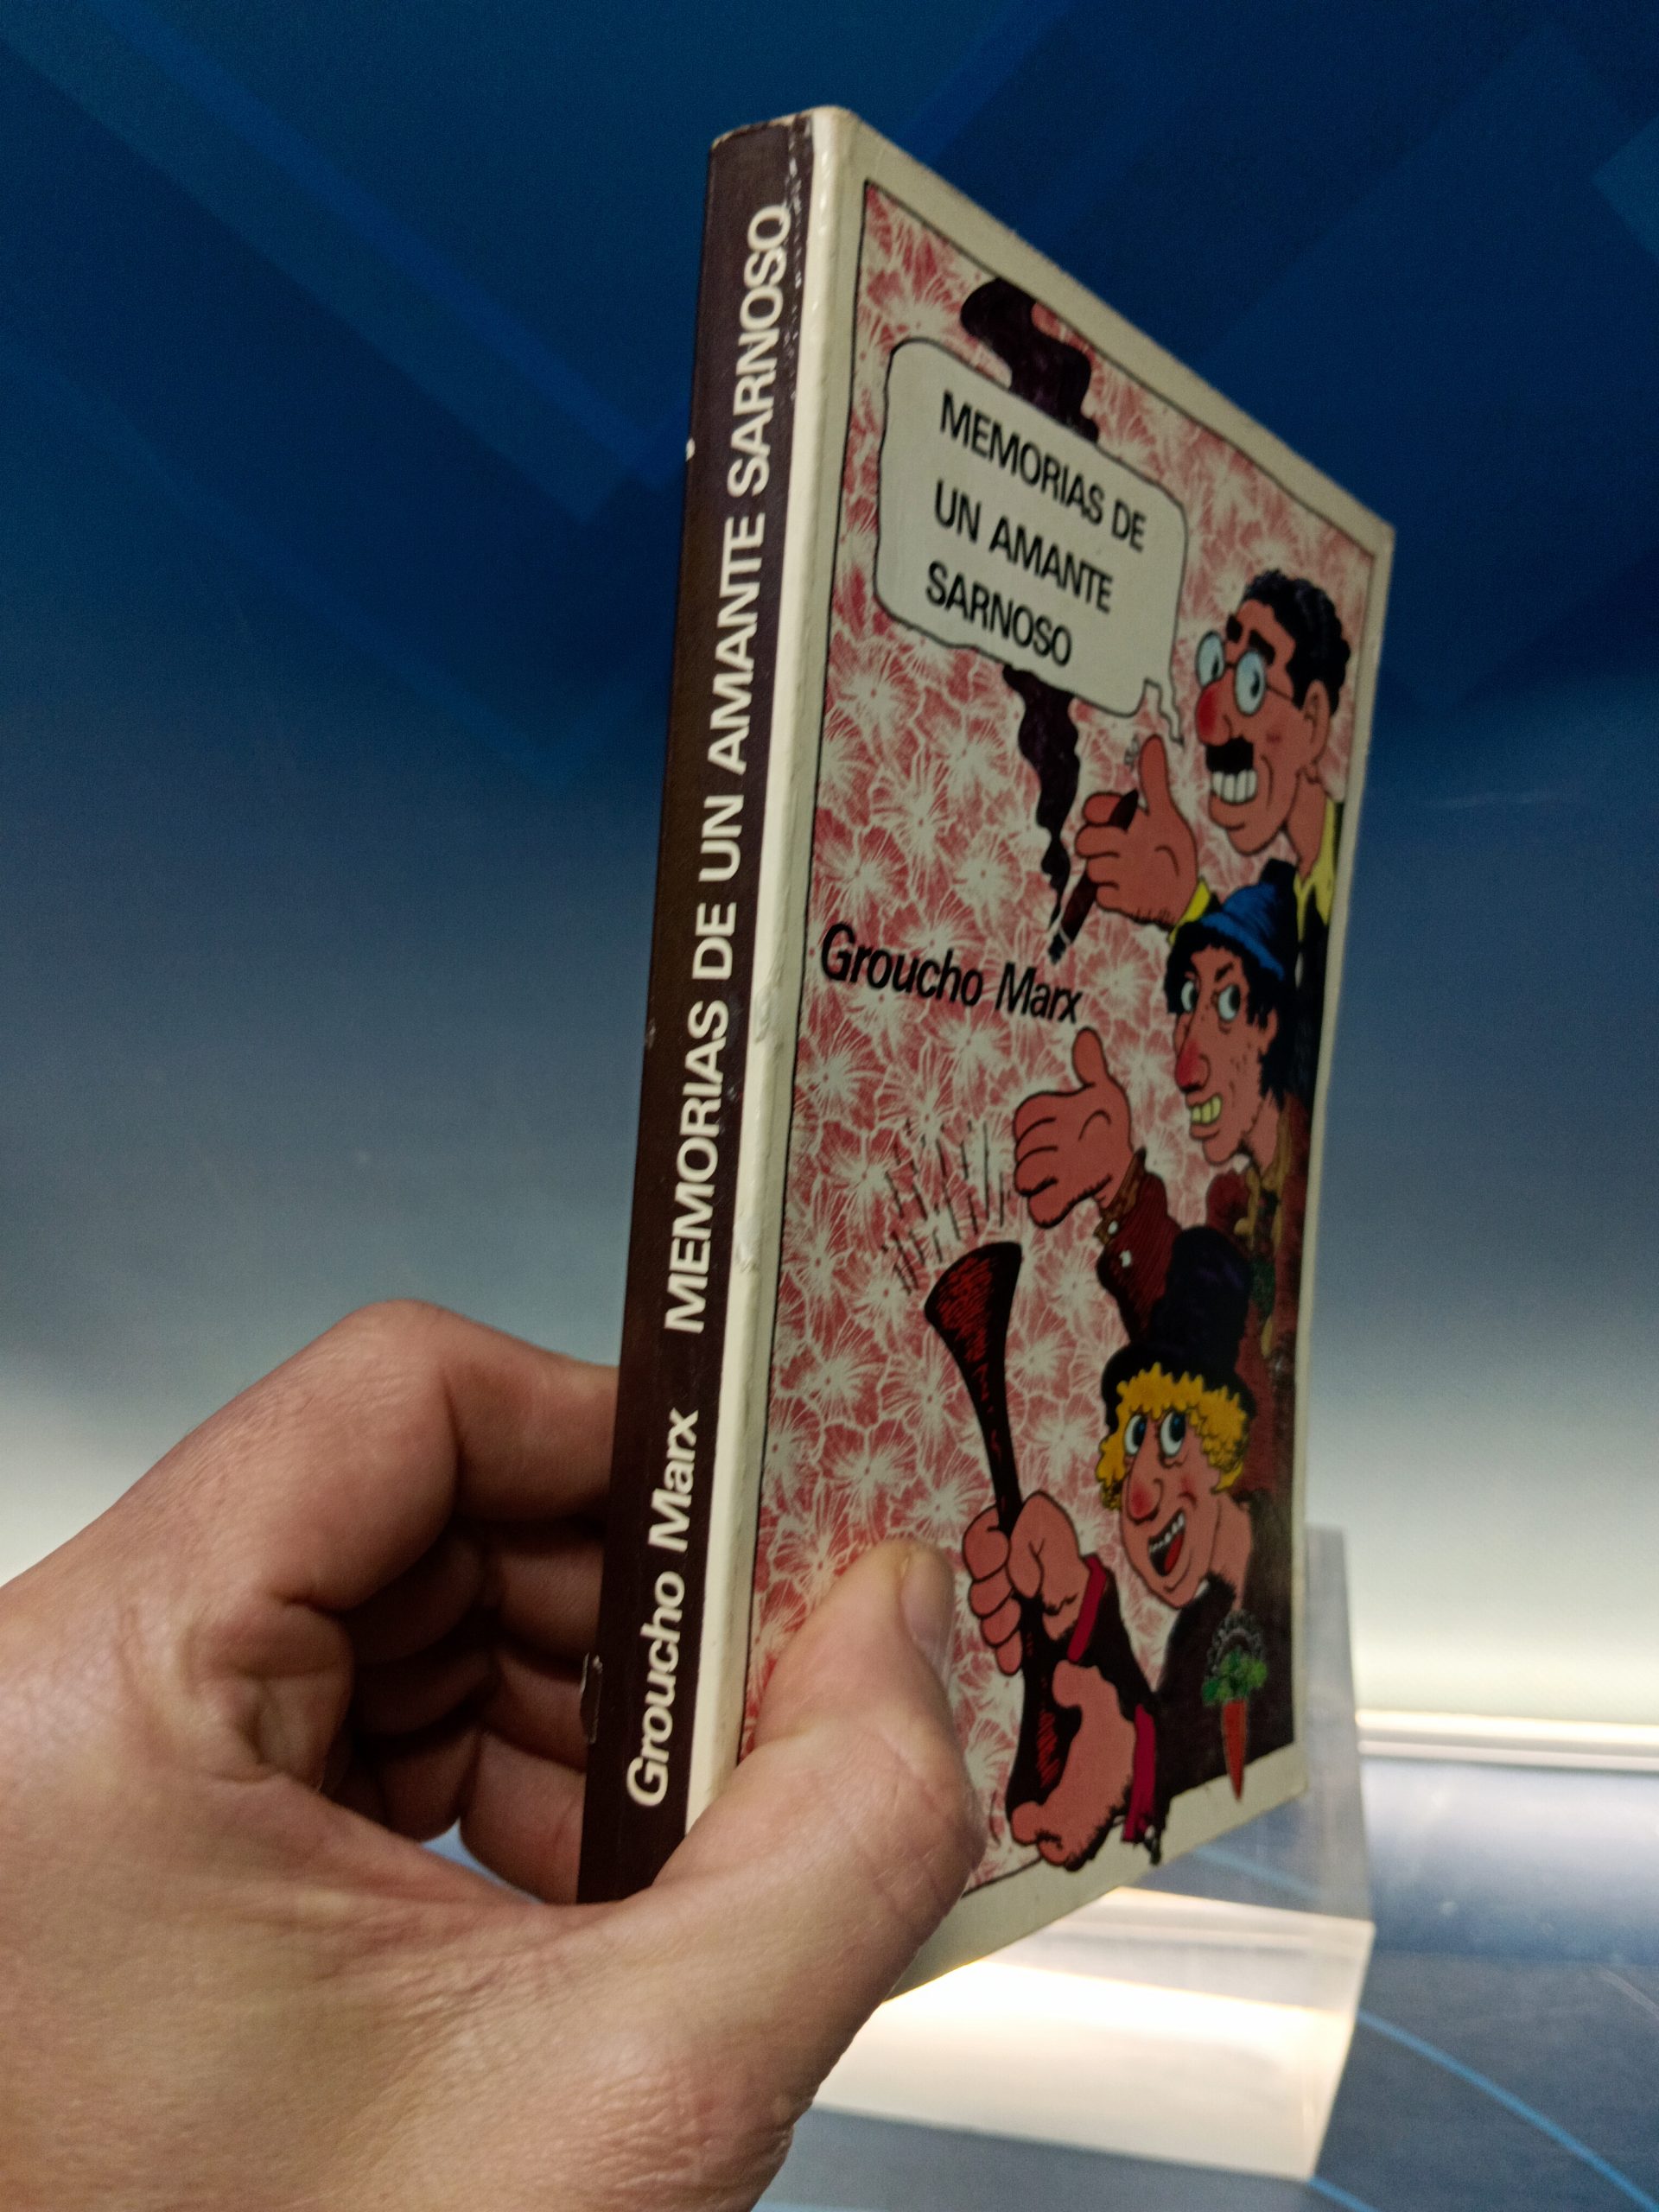 Groucho Marx MEMORIAS DE UN AMANTE SARNOSO
MEMORIAS DE
UN AMANTE
SARNOSO
Groucho Marx